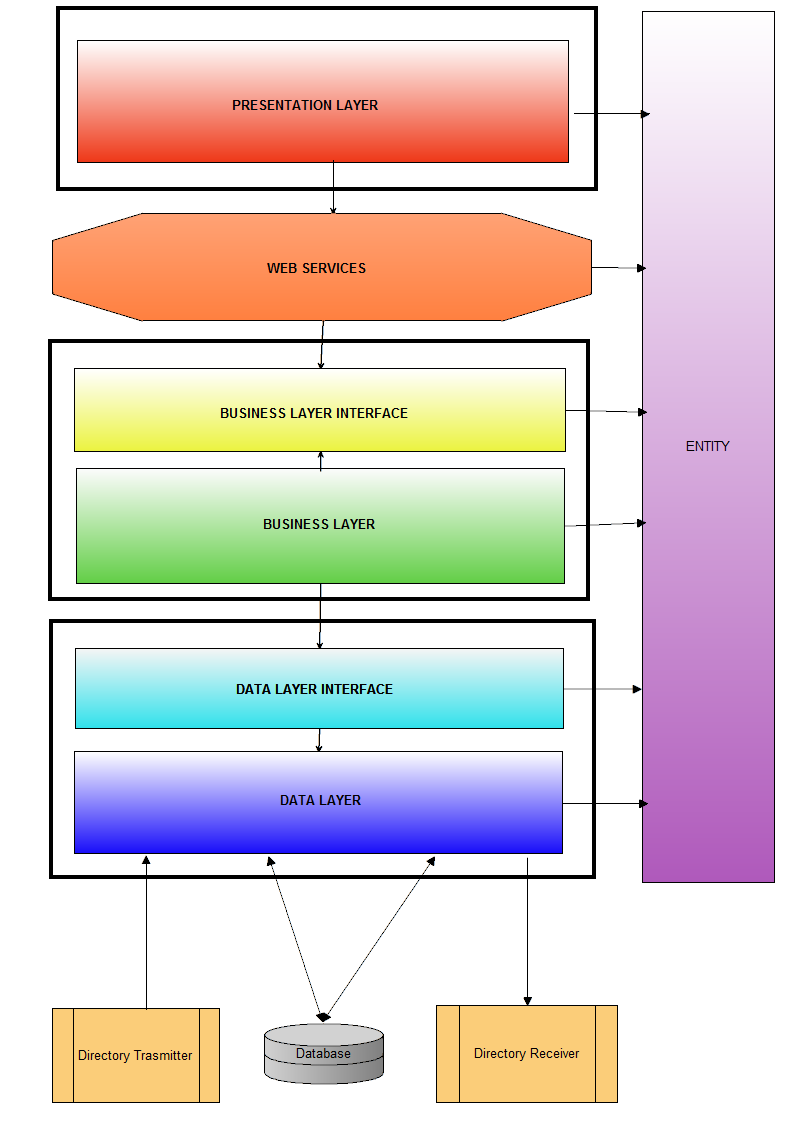 PRESENTATION LAYER
WEB SERVICES
BUSINESS LAYER INTERFACE
ENTITY
BUSINESS LAYER
DATA LAYER INTERFACE
DATA LAYER
Directory Trasmitter
Database
Directory Receiver